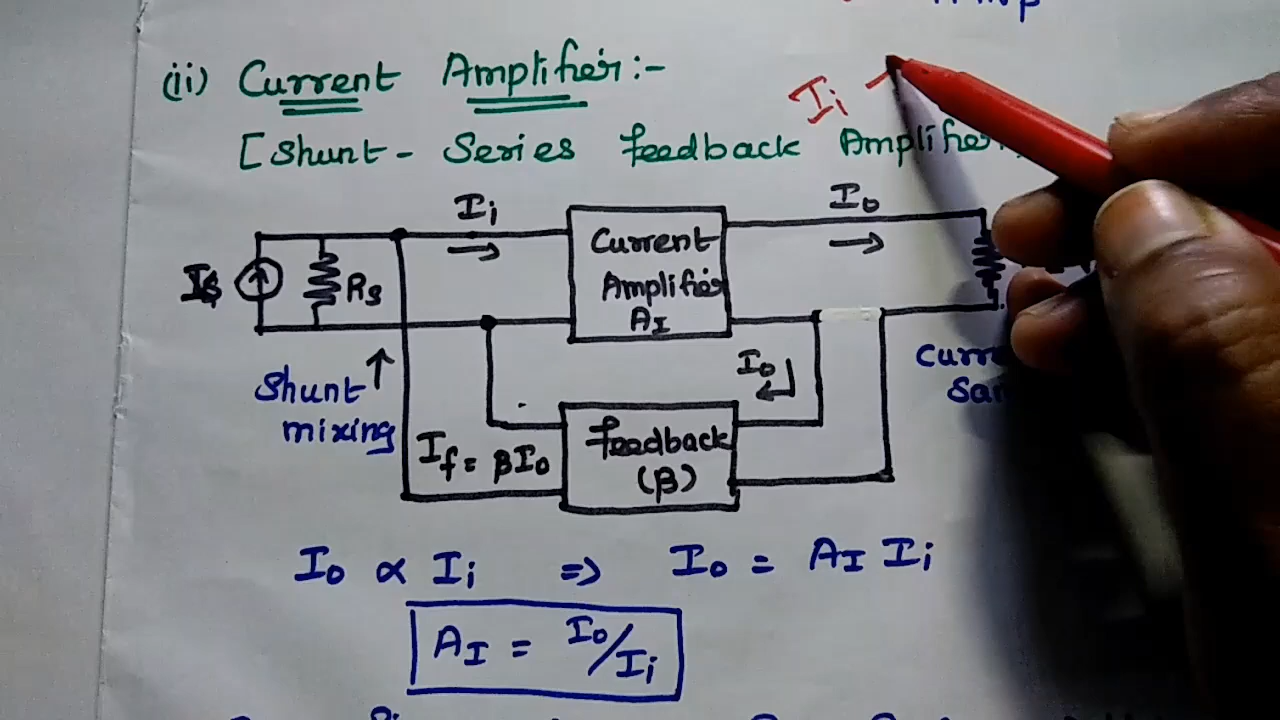 (ii) Current Amplifier:-
Ii
[Shunt - Series feedback Amplifier
Ii
Io
Is
Rs
Current
Amplifier
AI
Shunt
mixing
Io
If = βIo
feedback
(β)
Io ∝ Ii ⇒ Io = AI Ii
AI = Io/Ii